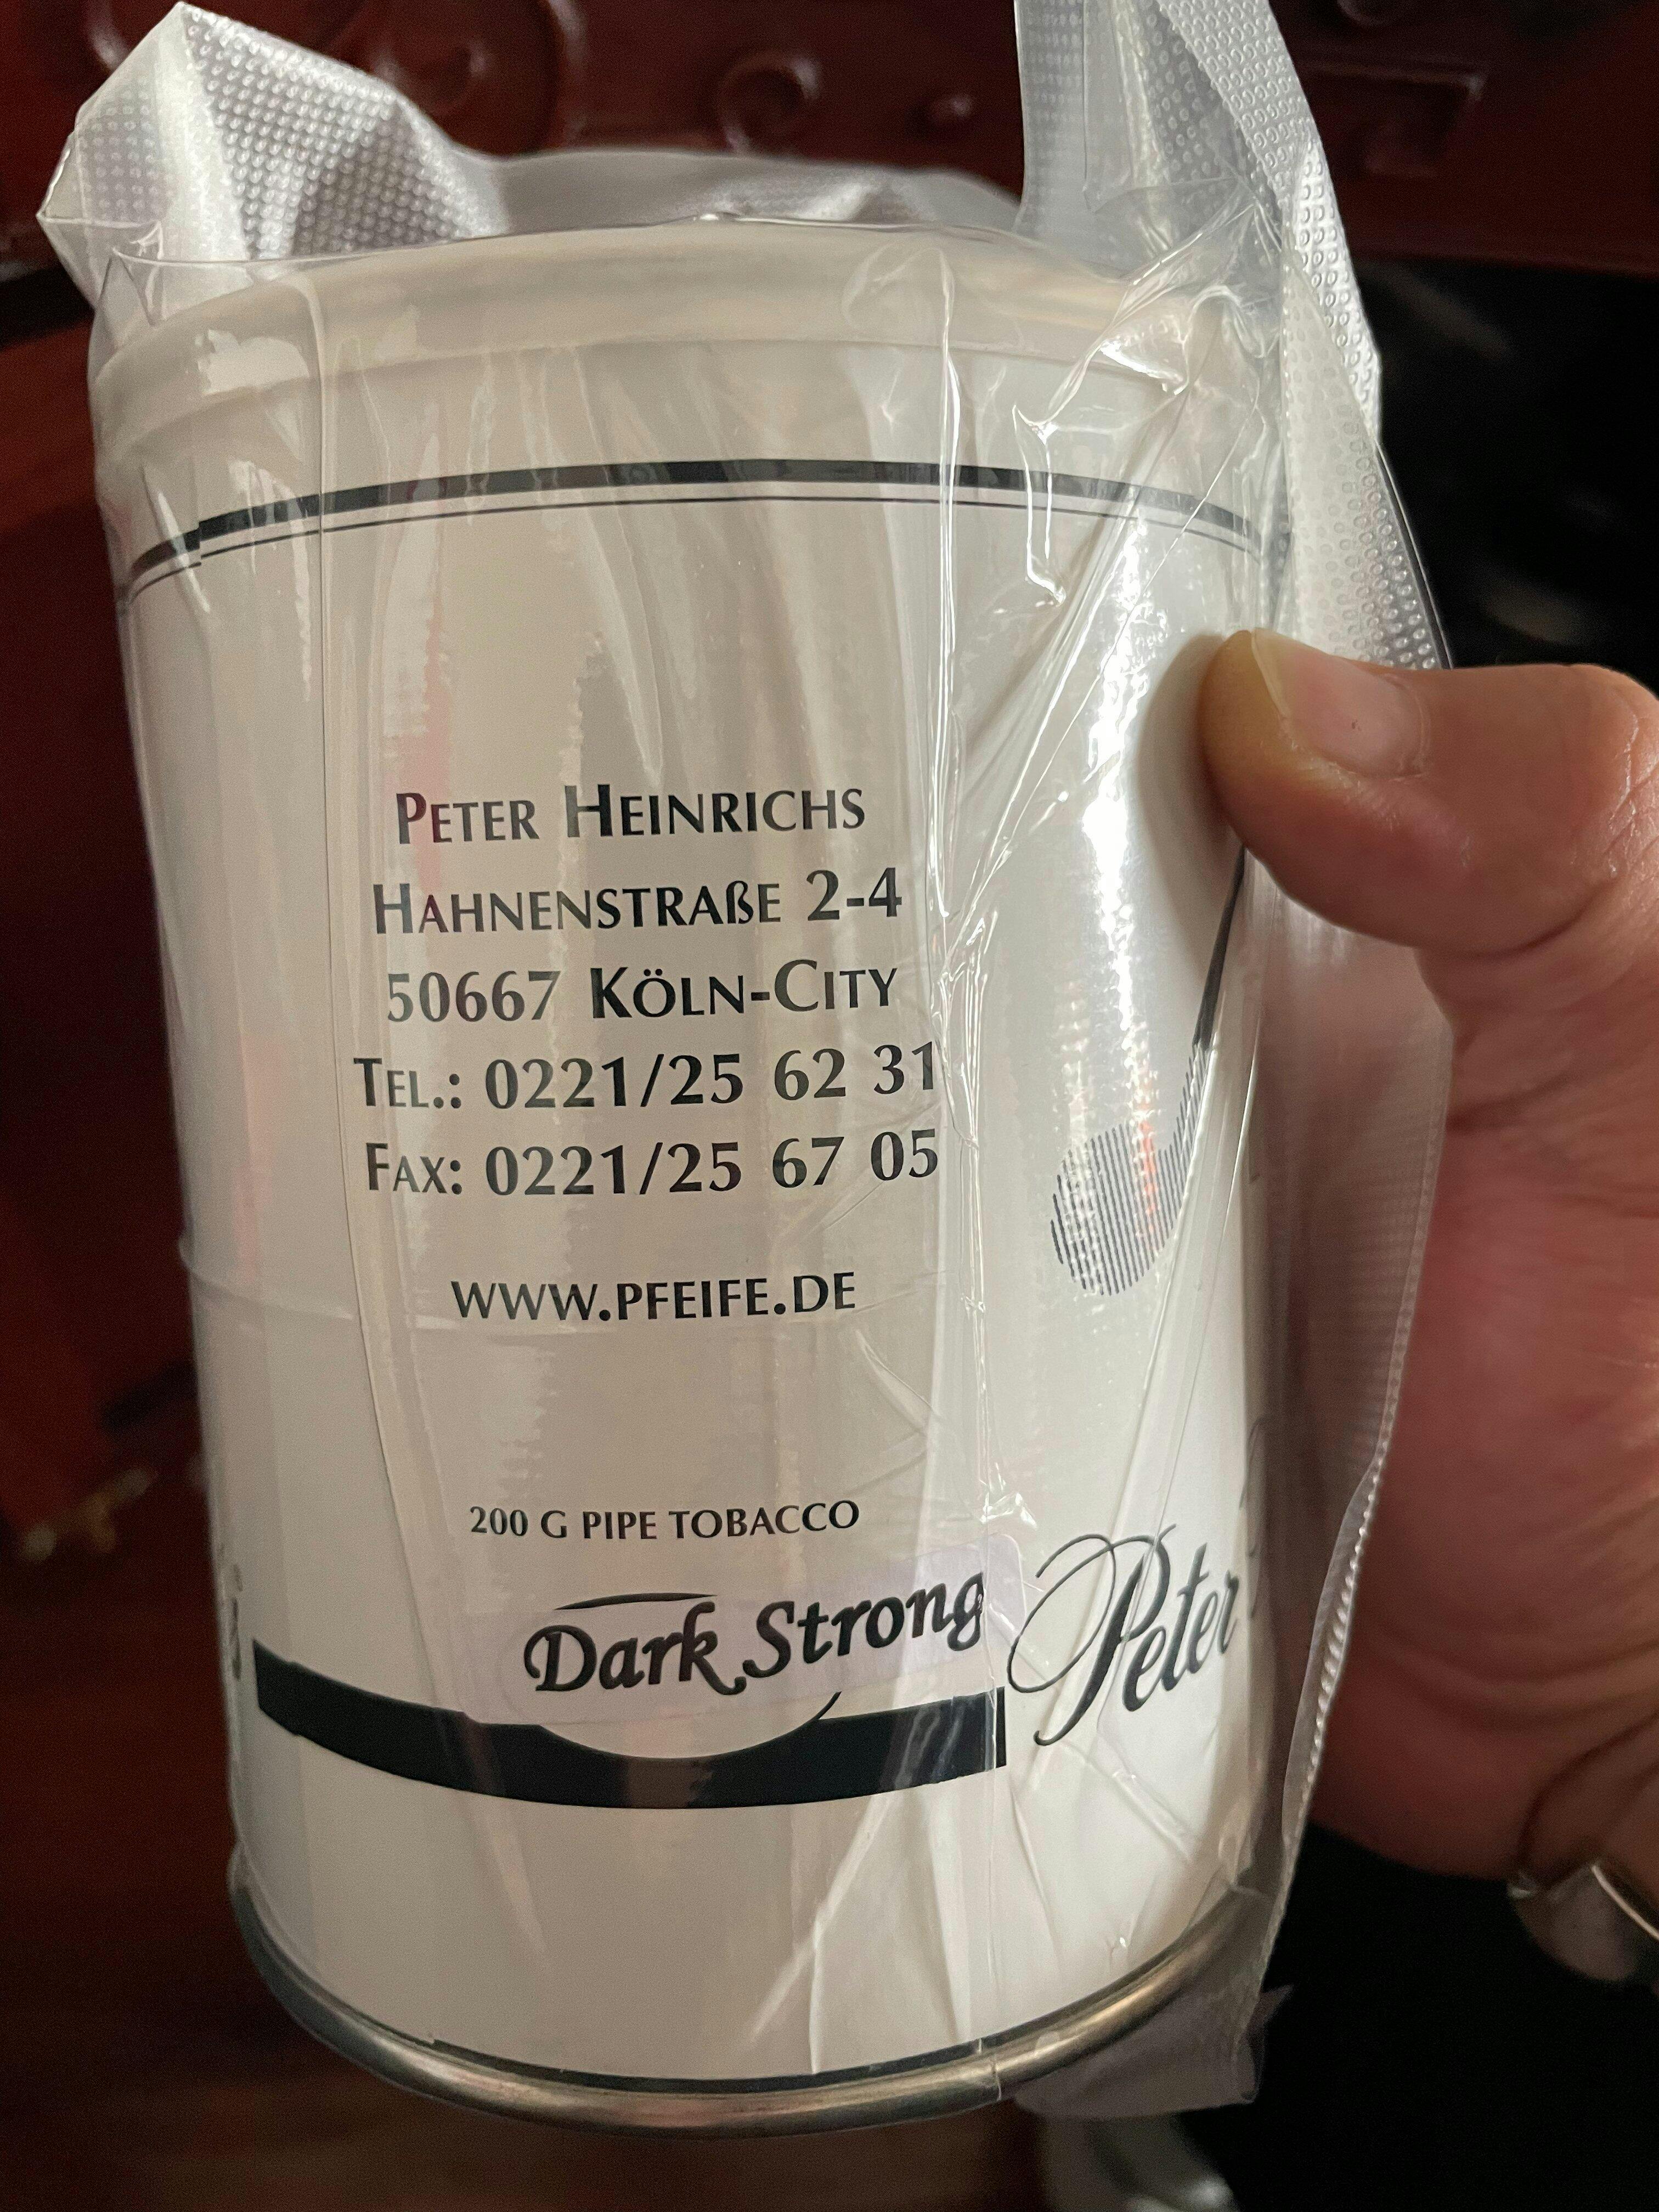 PETER HEINRICHS
HAHNENSTRAßE 2-4
50667 KÖLN-CITY
TEL.: 0221/25 62 31
FAX: 0221/25 67 05
WWW.PFEIFE.DE
200 G PIPE TOBACCO
Dark Strong
Peter